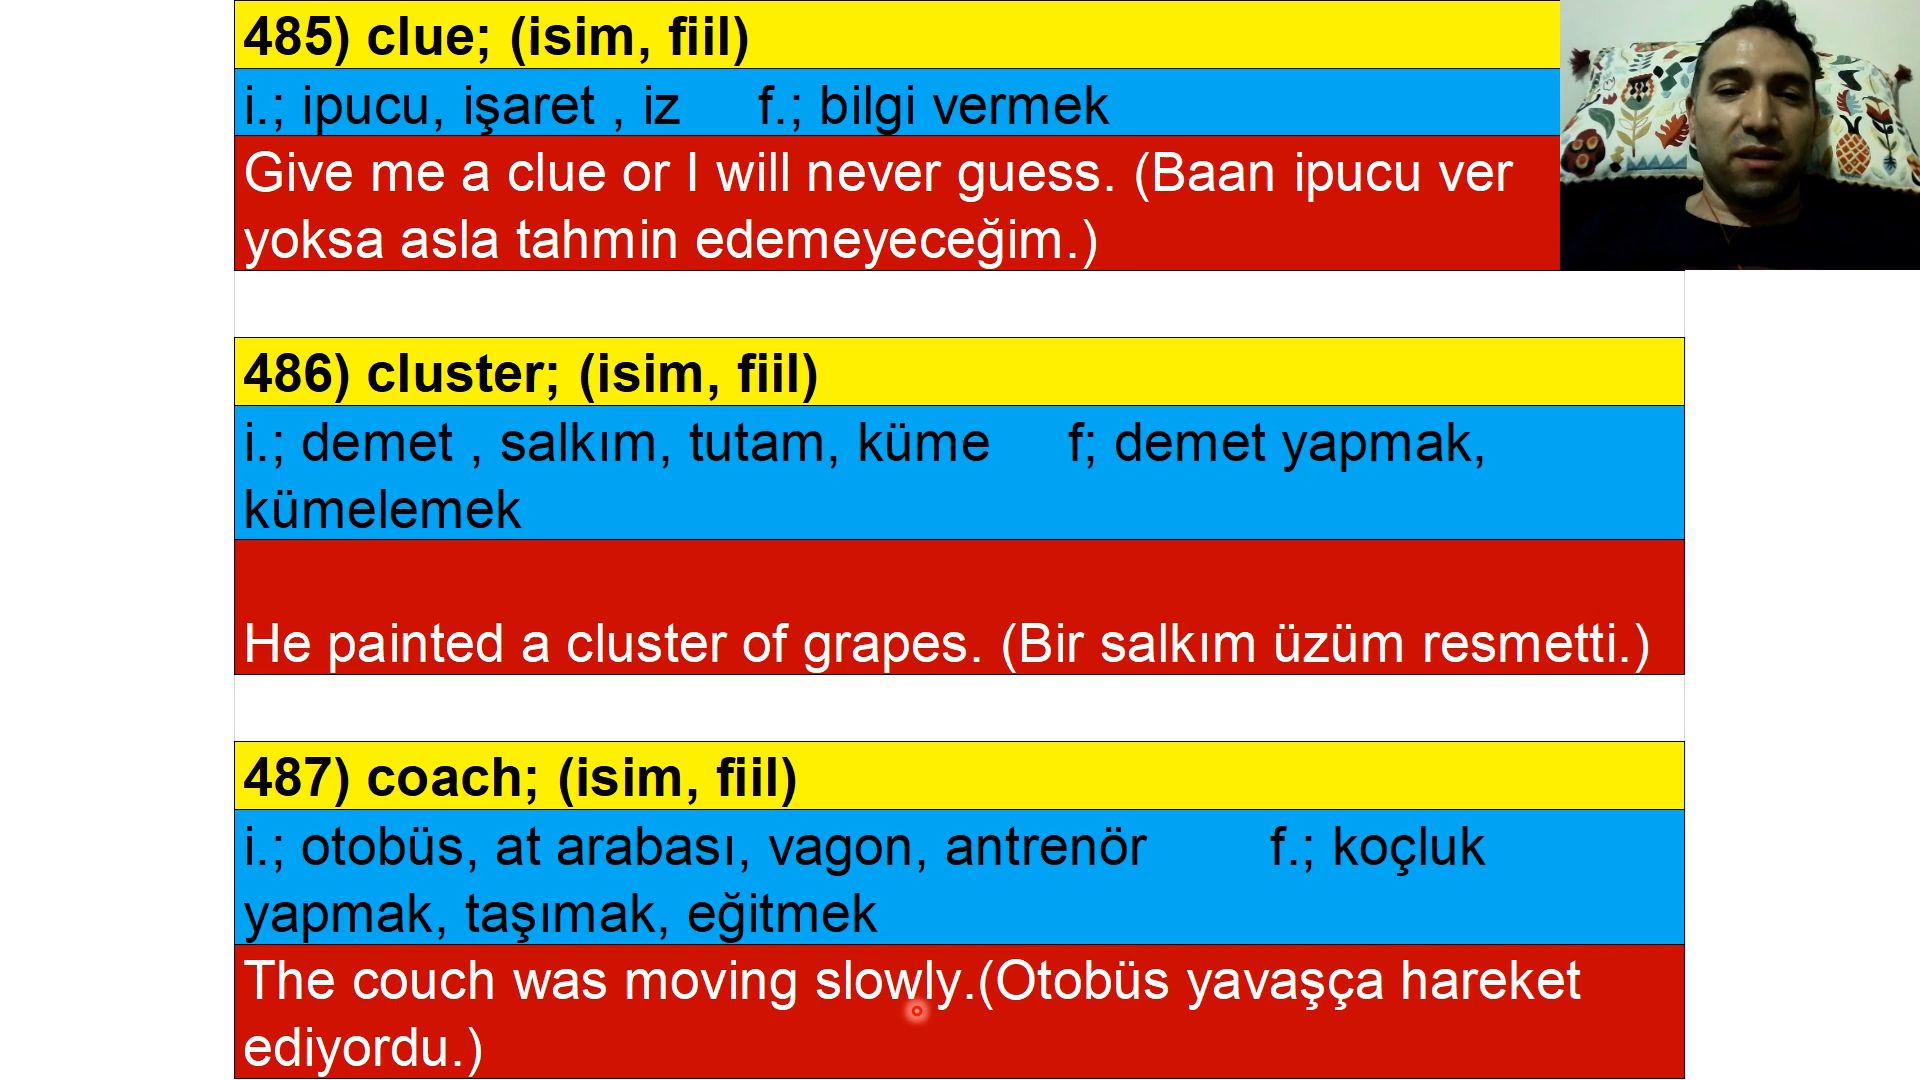 485) clue; (isim, fiil)
i.; ipucu, işaret , iz f.; bilgi vermek
Give me a clue or I will never guess. (Baan ipucu ver
yoksa asla tahmin edemeyeceğim.)
486) cluster; (isim, fiil)
i.; demet , salkım, tutam, küme f; demet yapmak,
kümelemek
He painted a cluster of grapes. (Bir salkım üzüm resmetti.)
487) coach; (isim, fiil)
i.; otobüs, at arabası, vagon, antrenör f.; koçluk
yapmak, taşımak, eğitmek
The couch was moving slowly.(Otobüs yavaşça hareket
ediyordu.)